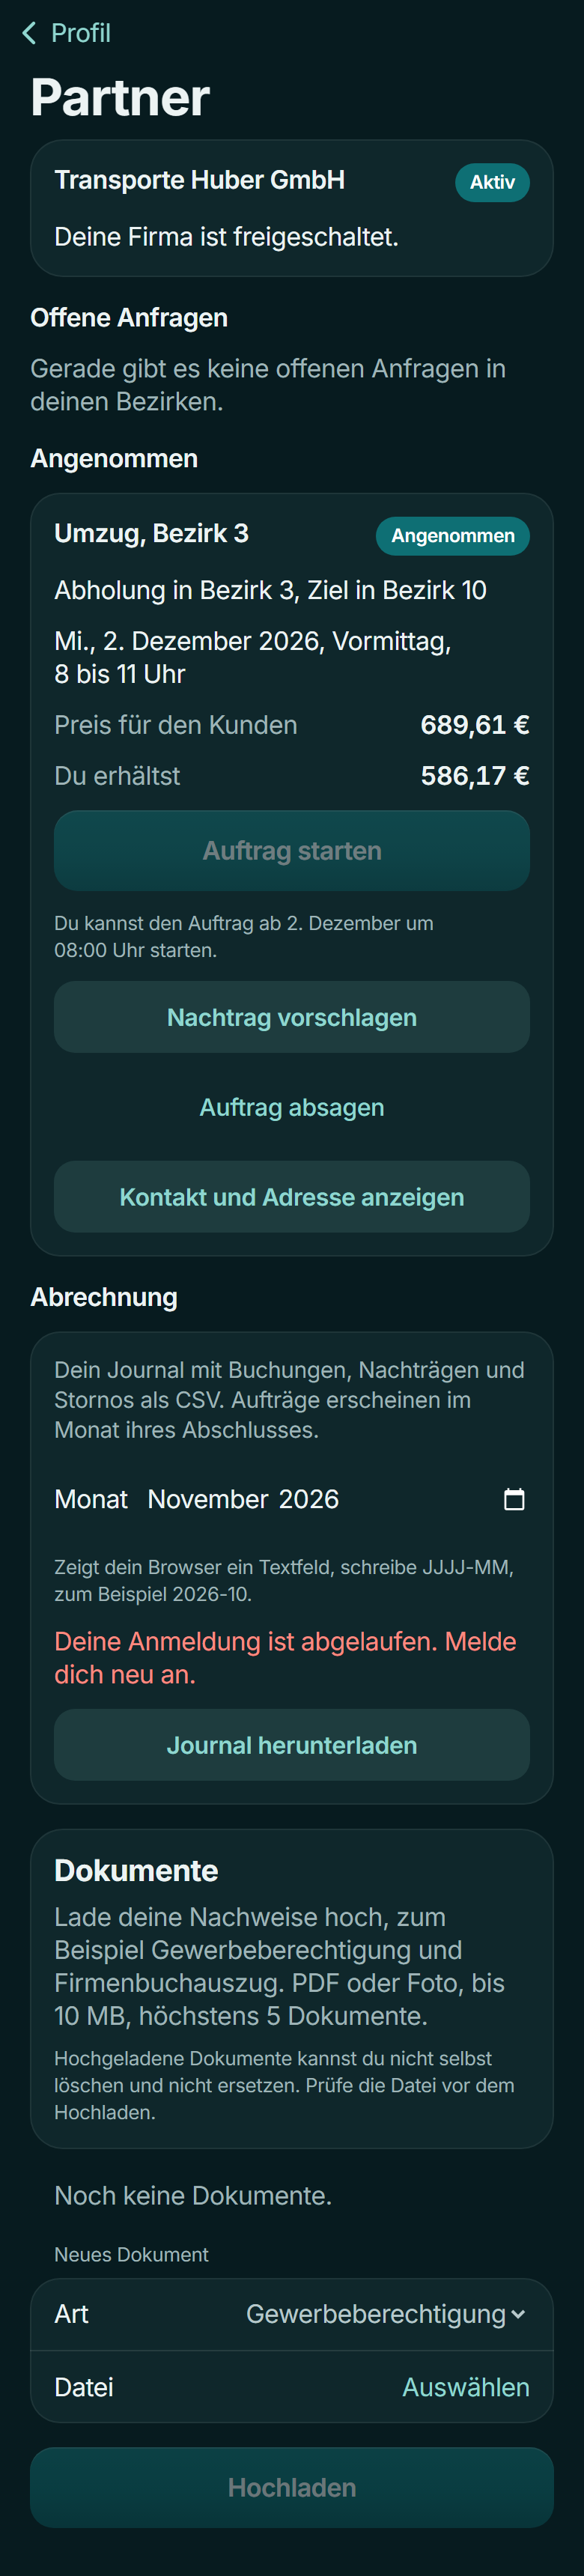 Profil
Partner
Transporte Huber GmbH
Aktiv
Deine Firma ist freigeschaltet.
Offene Anfragen
Gerade gibt es keine offenen Anfragen in
deinen Bezirken.
Angenommen
Umzug, Bezirk 3
Angenommen
Abholung in Bezirk 3, Ziel in Bezirk 10
Mi., 2. Dezember 2026, Vormittag,
8 bis 11 Uhr
Preis für den Kunden 689,61 €
Du erhältst 586,17 €
Auftrag starten
Du kannst den Auftrag ab 2. Dezember um
08:00 Uhr starten.
Nachtrag vorschlagen
Auftrag absagen
Kontakt und Adresse anzeigen
Abrechnung
Dein Journal mit Buchungen, Nachträgen und
Stornos als CSV. Aufträge erscheinen im
Monat ihres Abschlusses.
Monat November 2026
Zeigt dein Browser ein Textfeld, schreibe JJJJ-MM,
zum Beispiel 2026-10.
Deine Anmeldung ist abgelaufen. Melde
dich neu an.
Journal herunterladen
Dokumente
Lade deine Nachweise hoch, zum
Beispiel Gewerbeberechtigung und
Firmenbuchauszug. PDF oder Foto, bis
10 MB, höchstens 5 Dokumente.
Hochgeladene Dokumente kannst du nicht selbst
löschen und nicht ersetzen. Prüfe die Datei vor dem
Hochladen.
Noch keine Dokumente.
Neues Dokument
Art Gewerbeberechtigung
Datei Auswählen
Hochladen